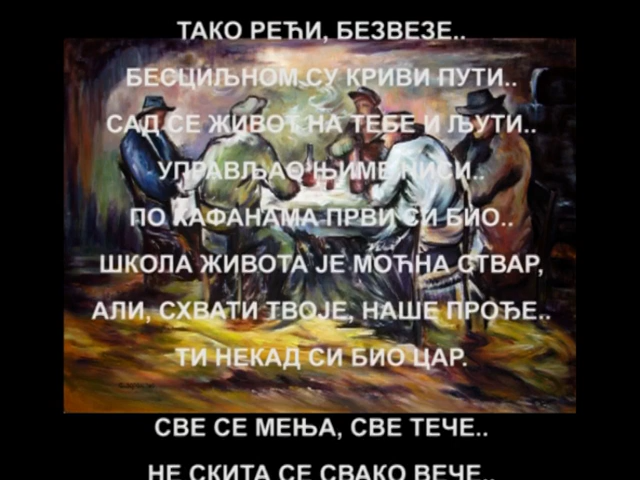 ТАКО РЕЋИ, БЕЗВЕЗЕ..
БЕСЦИЉНОМ СУ КРИВИ ПУТИ..
САД СЕ ЖИВОТ НА ТЕБЕ И ЉУТИ..
УПРАВЉАО ЊИМЕ НИСИ..
ПО КАФАНАМА ПРВИ СИ БИО..
ШКОЛА ЖИВОТА ЈЕ МОЋНА СТВАР,
АЛИ, СХВАТИ ТВОЈЕ, НАШЕ ПРОЂЕ..
ТИ НЕКАД СИ БИО ЦАР.
СВЕ СЕ МЕЊА, СВЕ ТЕЧЕ..
НЕ СКИТА СЕ СВАКО ВЕЧЕ..